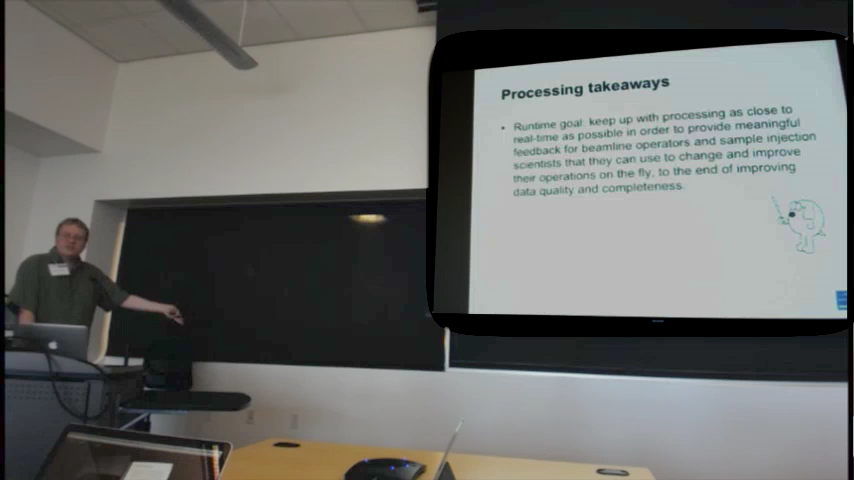 Processing takeaways
• Runtime goal: keep up with processing as close to
real-time as possible in order to provide meaningful
feedback for beamline operators and sample injection
scientists that they can use to change and improve
their operations on the fly, to the end of improving
data quality and completeness.